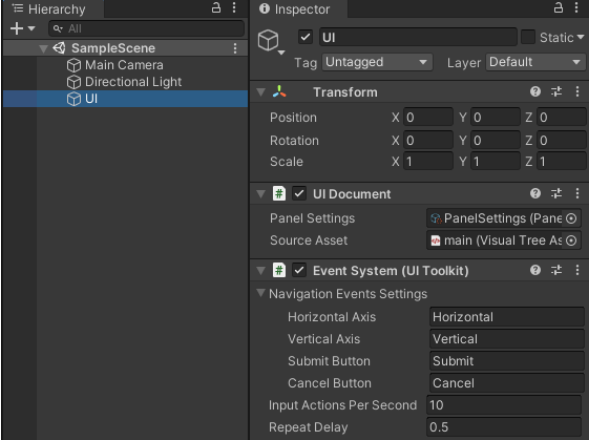 Hierarchy
All
SampleScene
Main Camera
Directional Light
UI
Inspector
UI Static
Tag Untagged Layer Default
Transform
Position X 0 Y 0 Z 0
Rotation X 0 Y 0 Z 0
Scale X 1 Y 1 Z 1
UI Document
Panel Settings PanelSettings (Pane
Source Asset main (Visual Tree As
Event System (UI Toolkit)
Navigation Events Settings
Horizontal Axis Horizontal
Vertical Axis Vertical
Submit Button Submit
Cancel Button Cancel
Input Actions Per Second 10
Repeat Delay 0.5